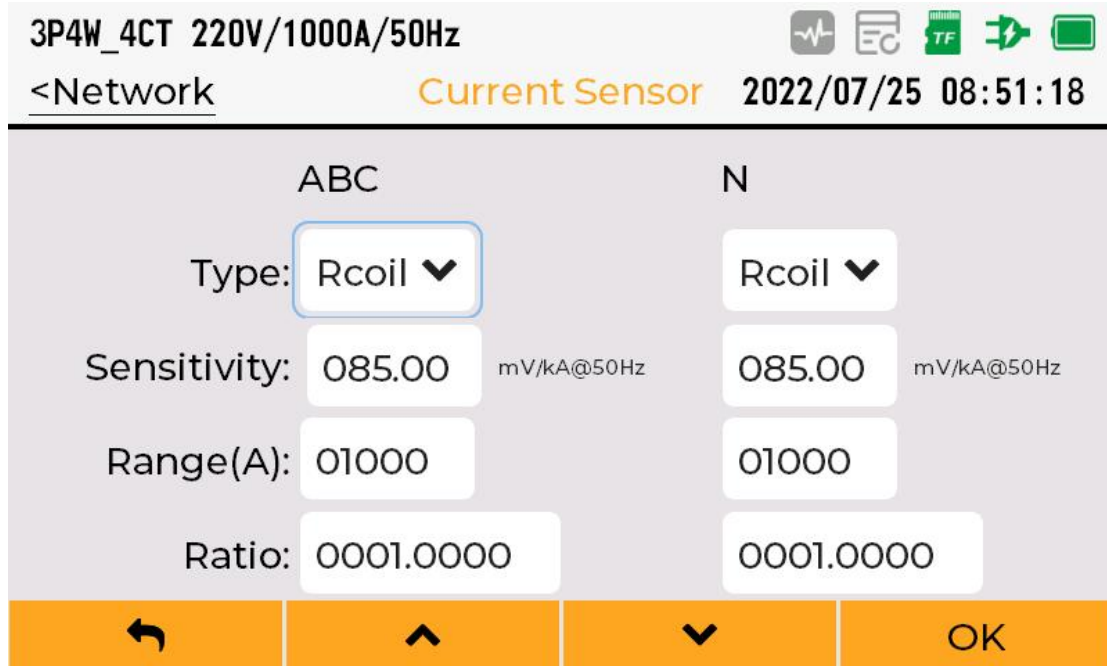 3P4W_4CT 220V/1000A/50Hz
TF
<Network Current Sensor 2022/07/25 08:51:18
ABC N
Type: Rcoil Rcoil
Sensitivity: 085.00 mV/kA@50Hz 085.00 mV/kA@50Hz
Range(A): 01000 01000
Ratio: 0001.0000 0001.0000
OK